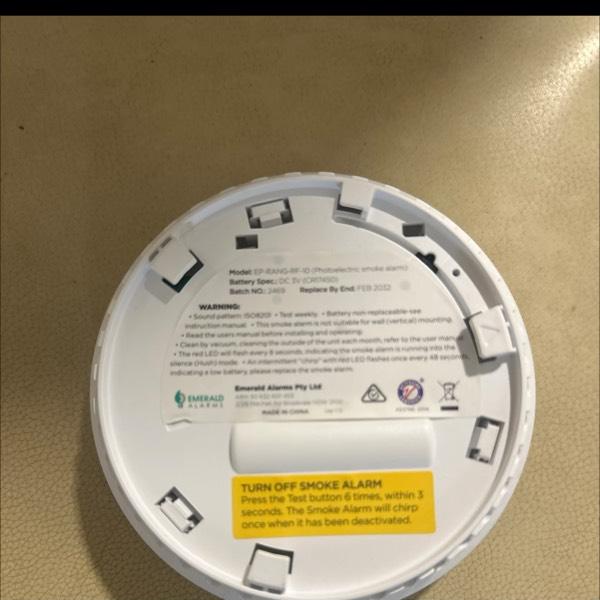 Model: EP-RANG-RF-10 (Photoelectric smoke alarm)
Battery Spec.: DC 3V (CR17450)
Batch NO.: 2469 Replace By End: FEB 2032
WARNING:
• Sound pattern: ISO8201 • Test weekly. • Battery non-replaceable-see
instruction manual. • This smoke alarm is not suitable for wall (vertical) mounting.
• Read the users manual before installing and operating.
• Clean by vacuum, cleaning the outside of the unit each month, refer to the user manual.
• The red LED will flash every 8 seconds, indicating the smoke alarm is running into the
silence (Hush) mode. • An intermittent "chirp" with red LED flashes once every 48 seconds,
indicating a low battery, please replace the smoke alarm.
EMERALD
ALARMS
Emerald Alarms Pty Ltd
MADE IN CHINA
TURN OFF SMOKE ALARM
Press the Test button 6 times, within 3
seconds. The Smoke Alarm will chirp
once when it has been deactivated.